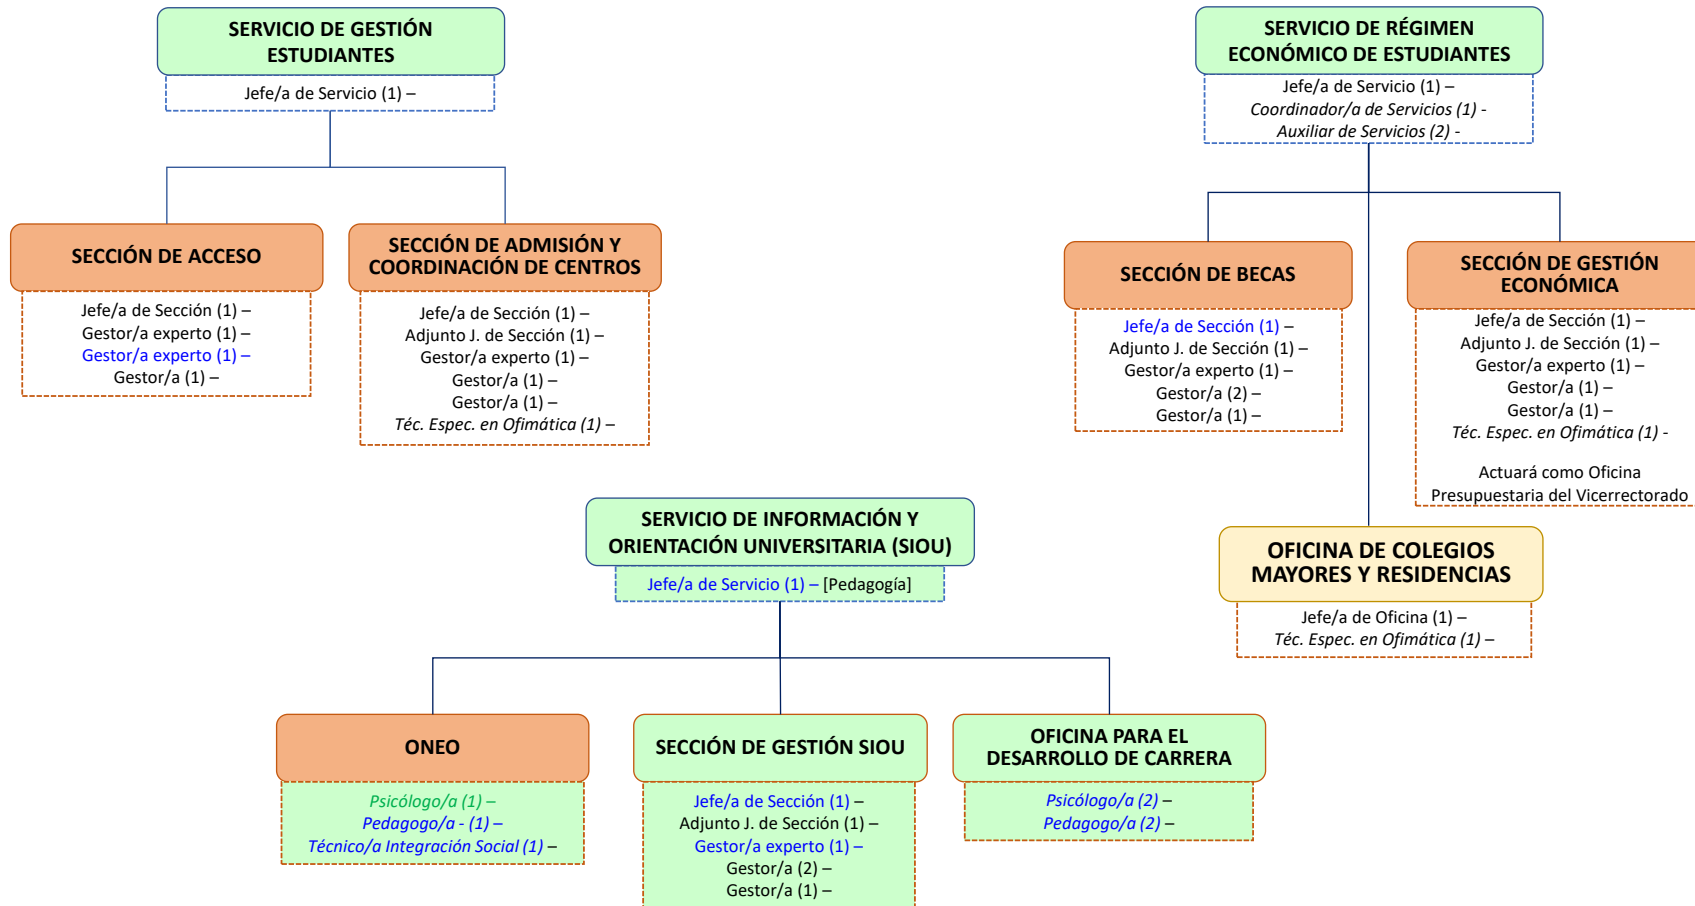 SERVICIO DE GESTIÓN
ESTUDIANTES
Jefe/a de Servicio (1) –
SECCIÓN DE ACCESO
Jefe/a de Sección (1) –
Gestor/a experto (1) –
Gestor/a experto (1) –
Gestor/a (1) –
SECCIÓN DE ADMISIÓN Y
COORDINACIÓN DE CENTROS
Jefe/a de Sección (1) –
Adjunto J. de Sección (1) –
Gestor/a experto (1) –
Gestor/a (1) –
Gestor/a (1) –
Téc. Espec. en Ofimática (1) –
SERVICIO DE RÉGIMEN
ECONÓMICO DE ESTUDIANTES
Jefe/a de Servicio (1) –
Coordinador/a de Servicios (1) -
Auxiliar de Servicios (2) -
SECCIÓN DE BECAS
Jefe/a de Sección (1) –
Adjunto J. de Sección (1) –
Gestor/a experto (1) –
Gestor/a (2) –
Gestor/a (1) –
SECCIÓN DE GESTIÓN
ECONÓMICA
Jefe/a de Sección (1) –
Adjunto J. de Sección (1) –
Gestor/a experto (1) –
Gestor/a (1) –
Gestor/a (1) –
Téc. Espec. en Ofimática (1) -
Actuará como Oficina
Presupuestaria del Vicerrectorado
OFICINA DE COLEGIOS
MAYORES Y RESIDENCIAS
Jefe/a de Oficina (1) –
Téc. Espec. en Ofimática (1) –
SERVICIO DE INFORMACIÓN Y
ORIENTACIÓN UNIVERSITARIA (SIOU)
Jefe/a de Servicio (1) – [Pedagogía]
ONEO
Psicólogo/a (1) –
Pedagogo/a - (1) –
Técnico/a Integración Social (1) –
SECCIÓN DE GESTIÓN SIOU
Jefe/a de Sección (1) –
Adjunto J. de Sección (1) –
Gestor/a experto (1) –
Gestor/a (2) –
Gestor/a (1) –
OFICINA PARA EL
DESARROLLO DE CARRERA
Psicólogo/a (2) –
Pedagogo/a (2) –